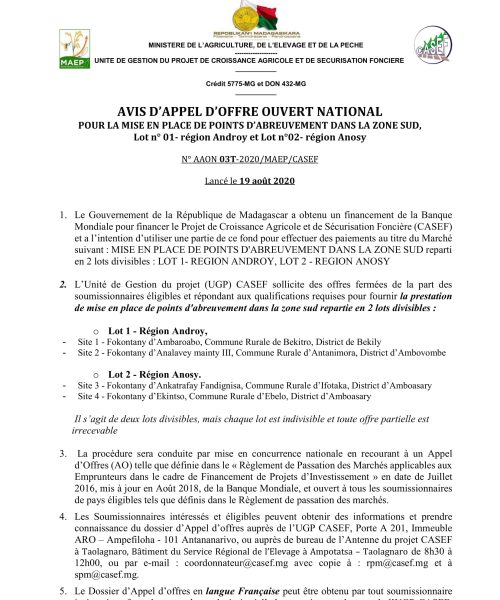 REPOBLIKAN'I MADAGASIKARA
Fitiavana – Tanindrazana – Fandrosoana
MAEP
CASEF
MINISTERE DE L'AGRICULTURE, DE L'ELEVAGE ET DE LA PECHE
--------------------
UNITE DE GESTION DU PROJET DE CROISSANCE AGRICOLE ET DE SECURISATION FONCIERE
Crédit 5775-MG et DON 432-MG
AVIS D'APPEL D'OFFRE OUVERT NATIONAL
POUR LA MISE EN PLACE DE POINTS D'ABREUVEMENT DANS LA ZONE SUD,
Lot n° 01- région Androy et Lot n°02- région Anosy
N° AAON 03T-2020/MAEP/CASEF
Lancé le 19 août 2020
1. Le Gouvernement de la République de Madagascar a obtenu un financement de la Banque
Mondiale pour financer le Projet de Croissance Agricole et de Sécurisation Foncière (CASEF)
et a l'intention d'utiliser une partie de ce fond pour effectuer des paiements au titre du Marché
suivant : MISE EN PLACE DE POINTS D'ABREUVEMENT DANS LA ZONE SUD reparti
en 2 lots divisibles : LOT 1- REGION ANDROY, LOT 2 - REGION ANOSY
2. L'Unité de Gestion du projet (UGP) CASEF sollicite des offres fermées de la part des
soumissionnaires éligibles et répondant aux qualifications requises pour fournir la prestation
de mise en place de points d'abreuvement dans la zone sud repartie en 2 lots divisibles :
o Lot 1 - Région Androy,
- Site 1 - Fokontany d'Ambaroabo, Commune Rurale de Bekitro, District de Bekily
- Site 2 - Fokontany d'Analavey mainty III, Commune Rurale d'Antanimora, District d'Ambovombe
o Lot 2 - Région Anosy.
- Site 3 - Fokontany d'Ankatrafay Fandignisa, Commune Rurale d'Ifotaka, District d'Amboasary
- Site 4 - Fokontany d'Ekintso, Commune Rurale d'Ebelo, District d'Amboasary
Il s'agit de deux lots divisibles, mais chaque lot est indivisible et toute offre partielle est
irrecevable
3. La procédure sera conduite par mise en concurrence nationale en recourant à un Appel
d'Offres (AO) telle que définie dans le « Règlement de Passation des Marchés applicables aux
Emprunteurs dans le cadre de Financement de Projets d'Investissement » en date de Juillet
2016, mis à jour en Août 2018, de la Banque Mondiale, et ouvert à tous les soumissionnaires
de pays éligibles tels que définis dans le Règlement de passation des marchés.
4. Les Soumissionnaires intéressés et éligibles peuvent obtenir des informations et prendre
connaissance du dossier d'Appel d'Offres auprès de l'UGP CASEF, Porte A 201, Immeuble
ARO – Ampefiloha - 101 Antananarivo, ou auprès de bureau de l'Antenne du projet CASEF
à Taolagnaro, Bâtiment du Service Régional de l'Elevage à Ampotatsa – Taolagnaro de 8h30 à
12h00, ou par e-mail : coordonnateur@casef.mg avec copie à : rpm@casef.mg et à
spm@casef.mg.
5. Le Dossier d'Appel d'offres en langue Française peut être obtenu par tout soumissionnaire